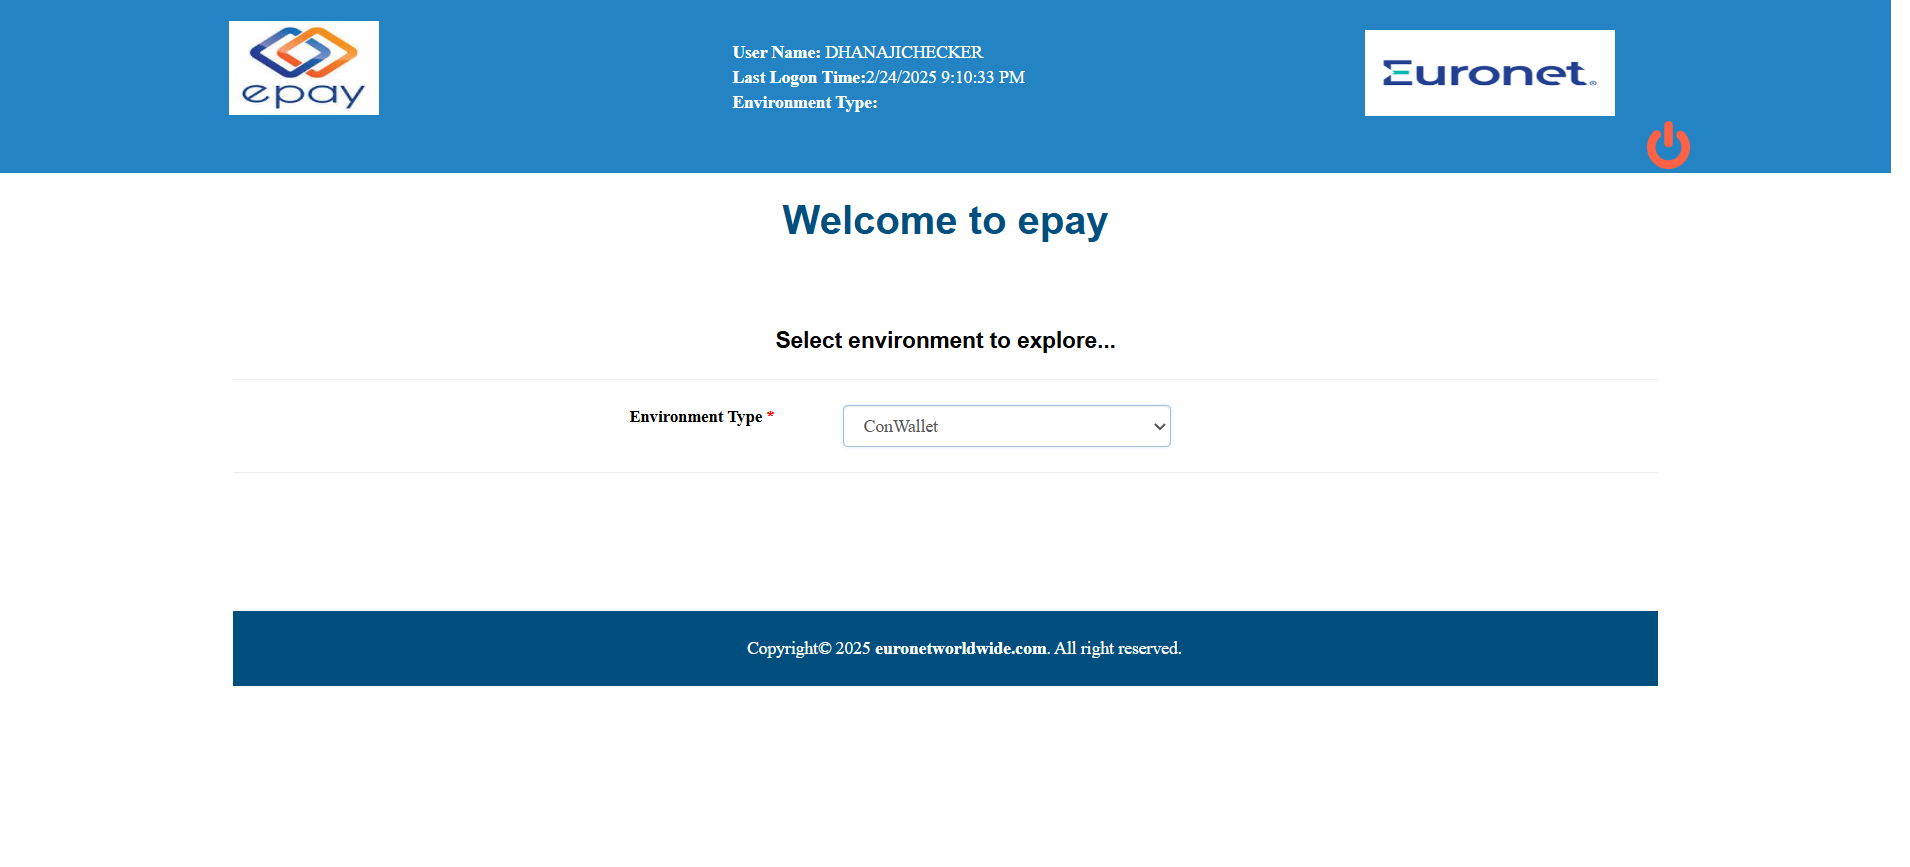 epay
User Name: DHANAJICHECKER
Last Logon Time:2/24/2025 9:10:33 PM
Environment Type:
Euronet®
Welcome to epay
Select environment to explore...
Environment Type *
ConWallet
Copyright© 2025 euronetworldwide.com. All right reserved.